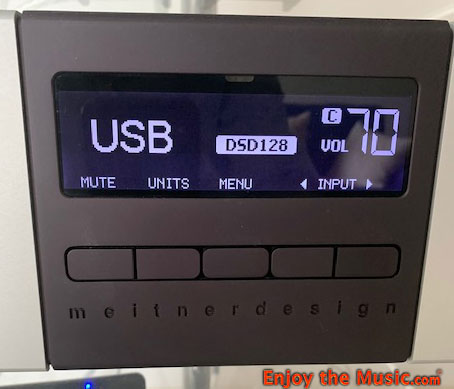 USB DSD128 C VOL 70
MUTE UNITS MENU INPUT
meitnerdesign
Enjoy the Music.com